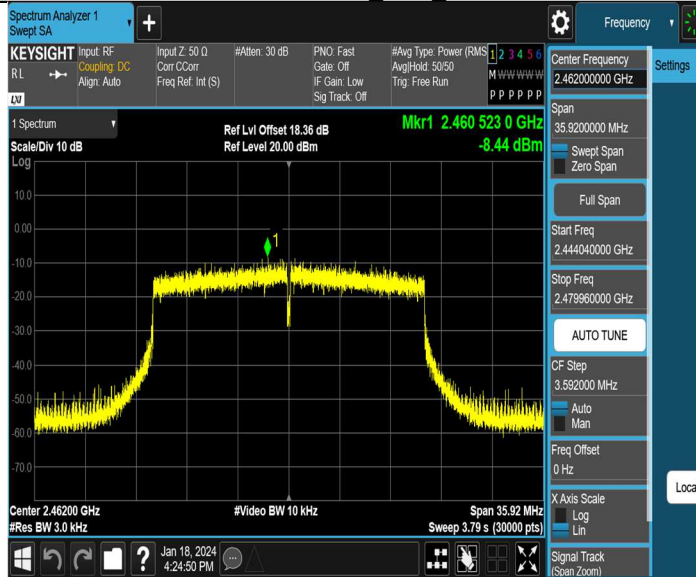 Spectrum Analyzer 1
Swept SA
+
Frequency
KEYSIGHT
RL
LXI
Input: RF
Coupling: DC
Align: Auto
Input Z: 50 Ω
Corr CCorr
Freq Ref: Int (S)
#Atten: 30 dB
PNO: Fast
Gate: Off
IF Gain: Low
Sig Track: Off
#Avg Type: Power (RMS
Avg|Hold: 50/50
Trig: Free Run
1 2 3 4 5 6
M W W W W W
P P P P P P
1 Spectrum
Scale/Div 10 dB
Log
Ref Lvl Offset 18.36 dB
Ref Level 20.00 dBm
Mkr1 2.460 523 0 GHz
-8.44 dBm
10.0
0.00
-10.0
-20.0
-30.0
-40.0
-50.0
-60.0
-70.0
1
Center 2.46200 GHz
#Res BW 3.0 kHz
#Video BW 10 kHz
Span 35.92 MHz
Sweep 3.79 s (30000 pts)
Jan 18, 2024
4:24:50 PM
?
Center Frequency
2.462000000 GHz
Settings
Span
35.9200000 MHz
Swept Span
Zero Span
Full Span
Start Freq
2.444040000 GHz
Stop Freq
2.479960000 GHz
AUTO TUNE
CF Step
3.592000 MHz
Auto
Man
Freq Offset
0 Hz
X Axis Scale
Log
Lin
Loca
Signal Track
(Span Zoom)